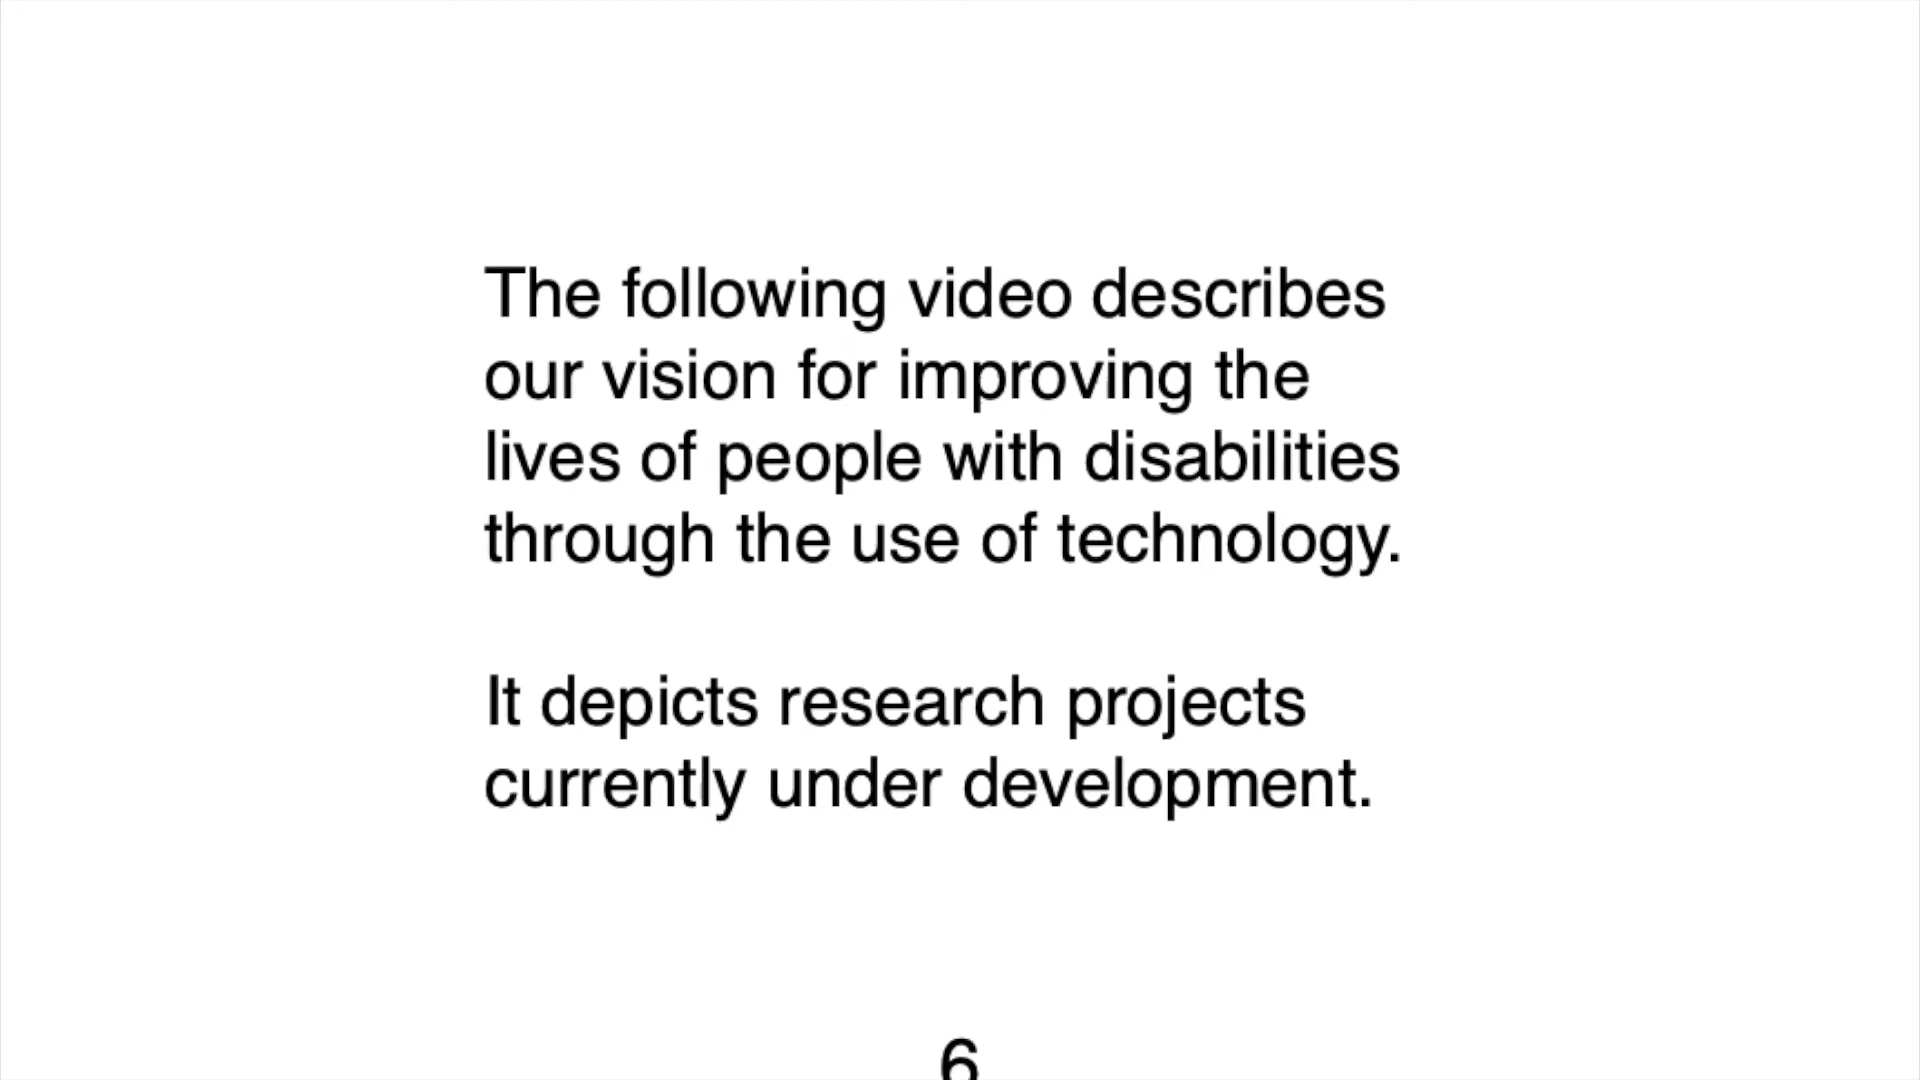 The following video describes
our vision for improving the
lives of people with disabilities
through the use of technology.
It depicts research projects
currently under development.
6